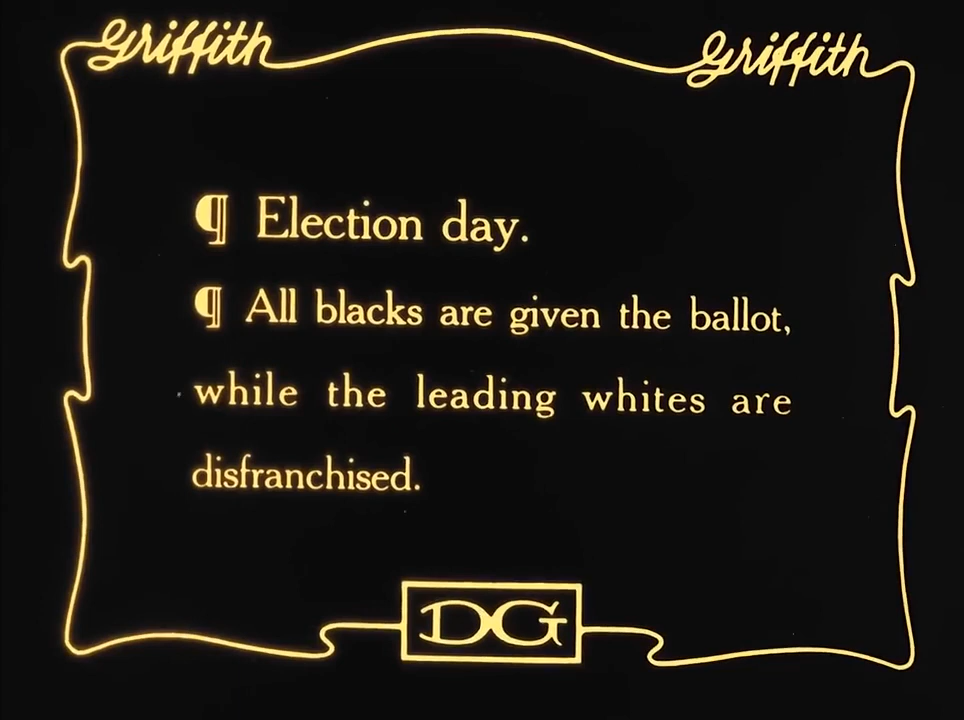 Griffith Griffith
¶ Election day.
¶ All blacks are given the ballot,
while the leading whites are
disfranchised.
DG